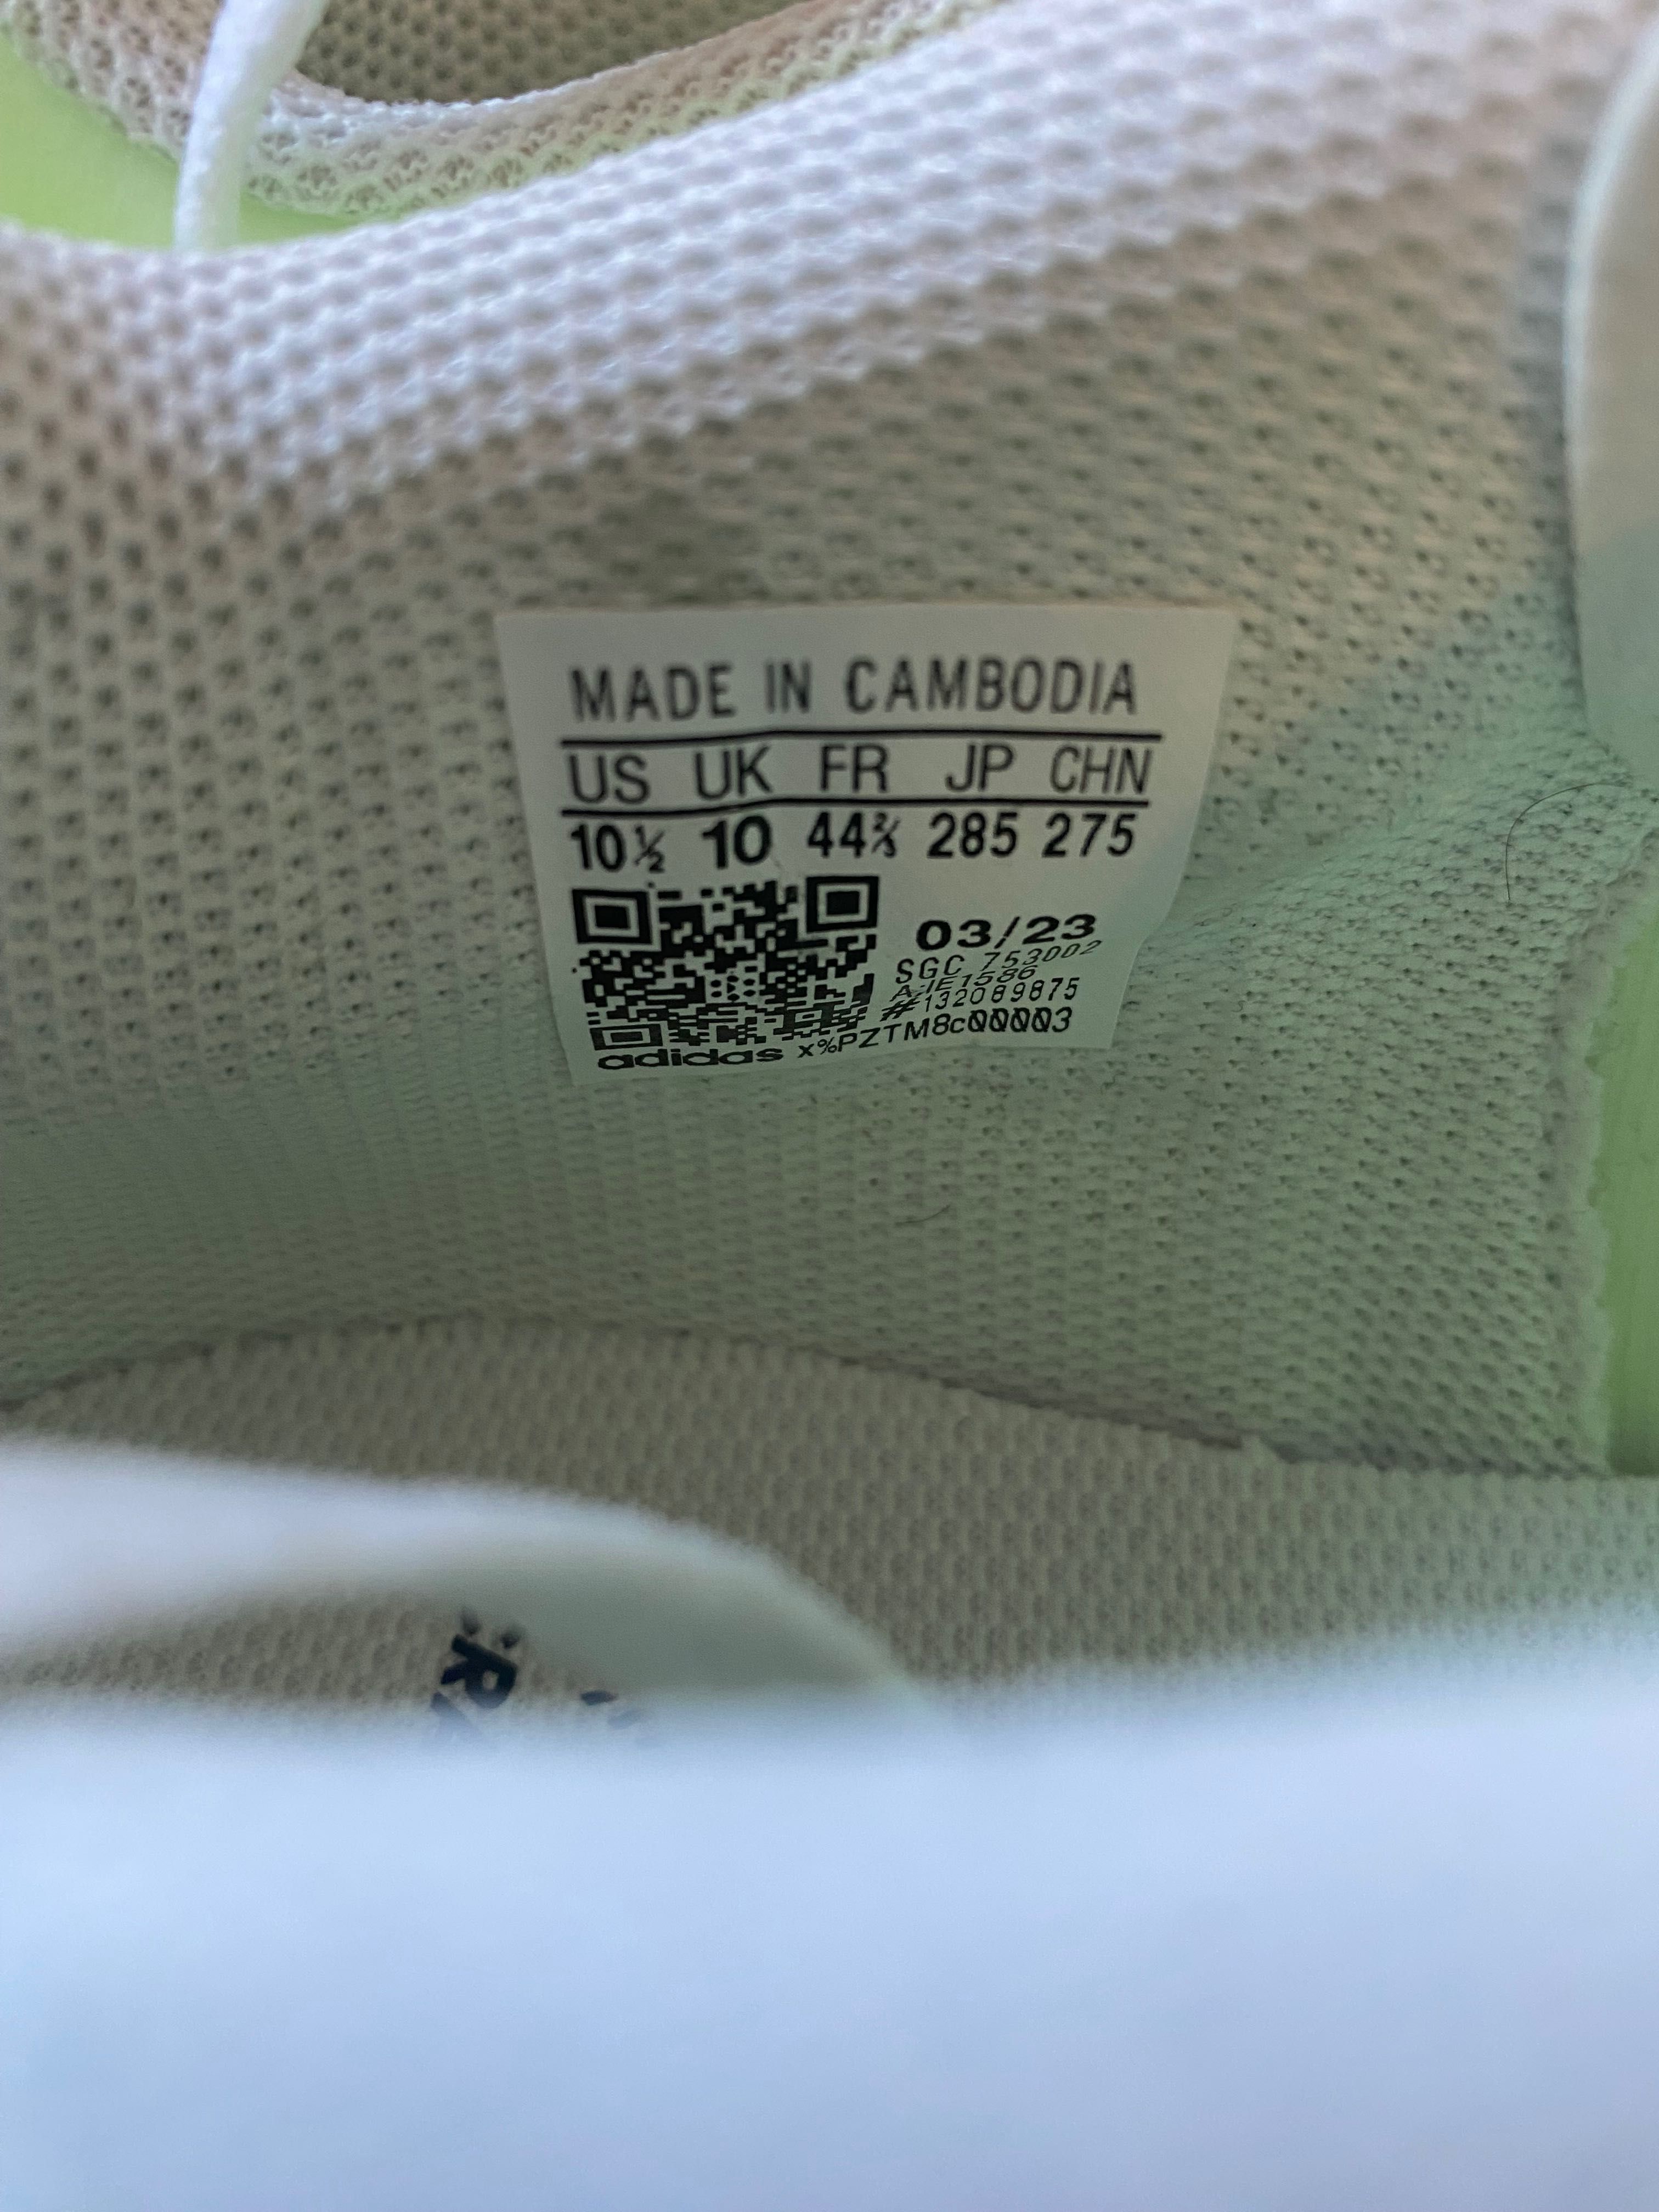 MADE IN CAMBODIA
US UK FR JP CHN
10½ 10 44⅔ 285 275
03/23
SGC 753002
A:IE1586
#132089875
adidas x%PZTM8c00003